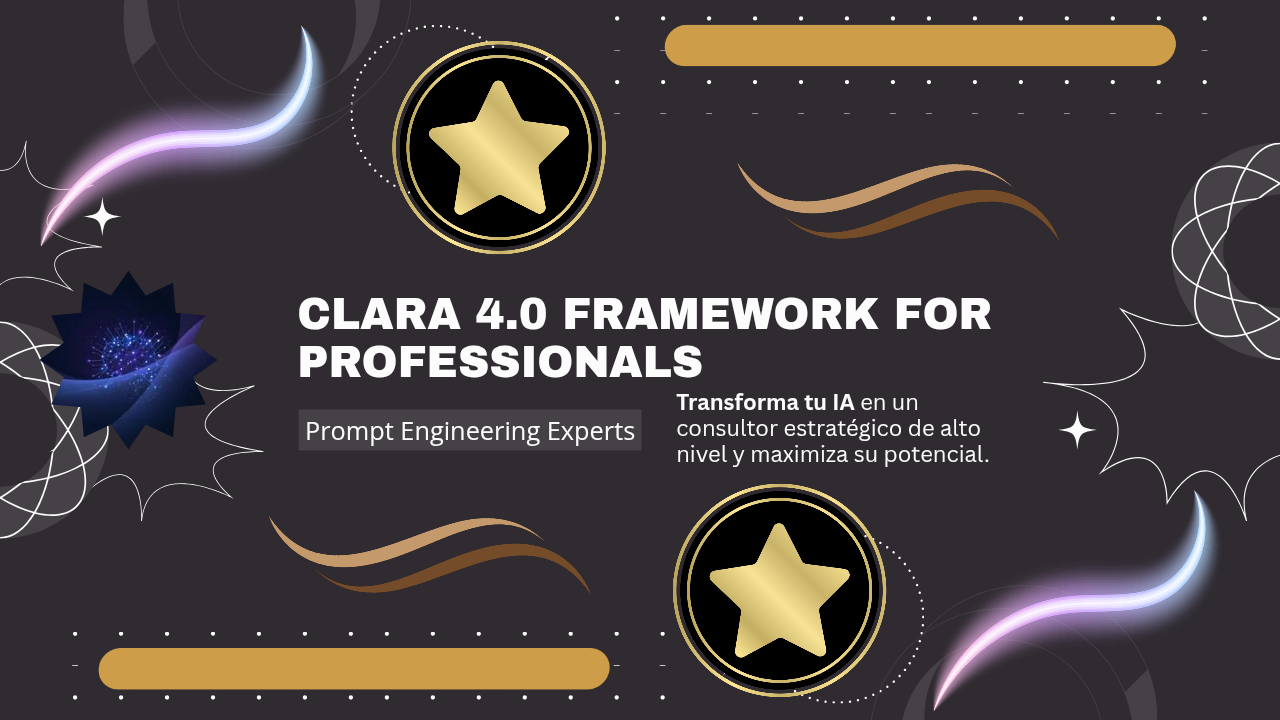 CLARA 4.0 FRAMEWORK FOR
PROFESSIONALS
Prompt Engineering Experts
Transforma tu IA en un
consultor estratégico de alto
nivel y maximiza su potencial.